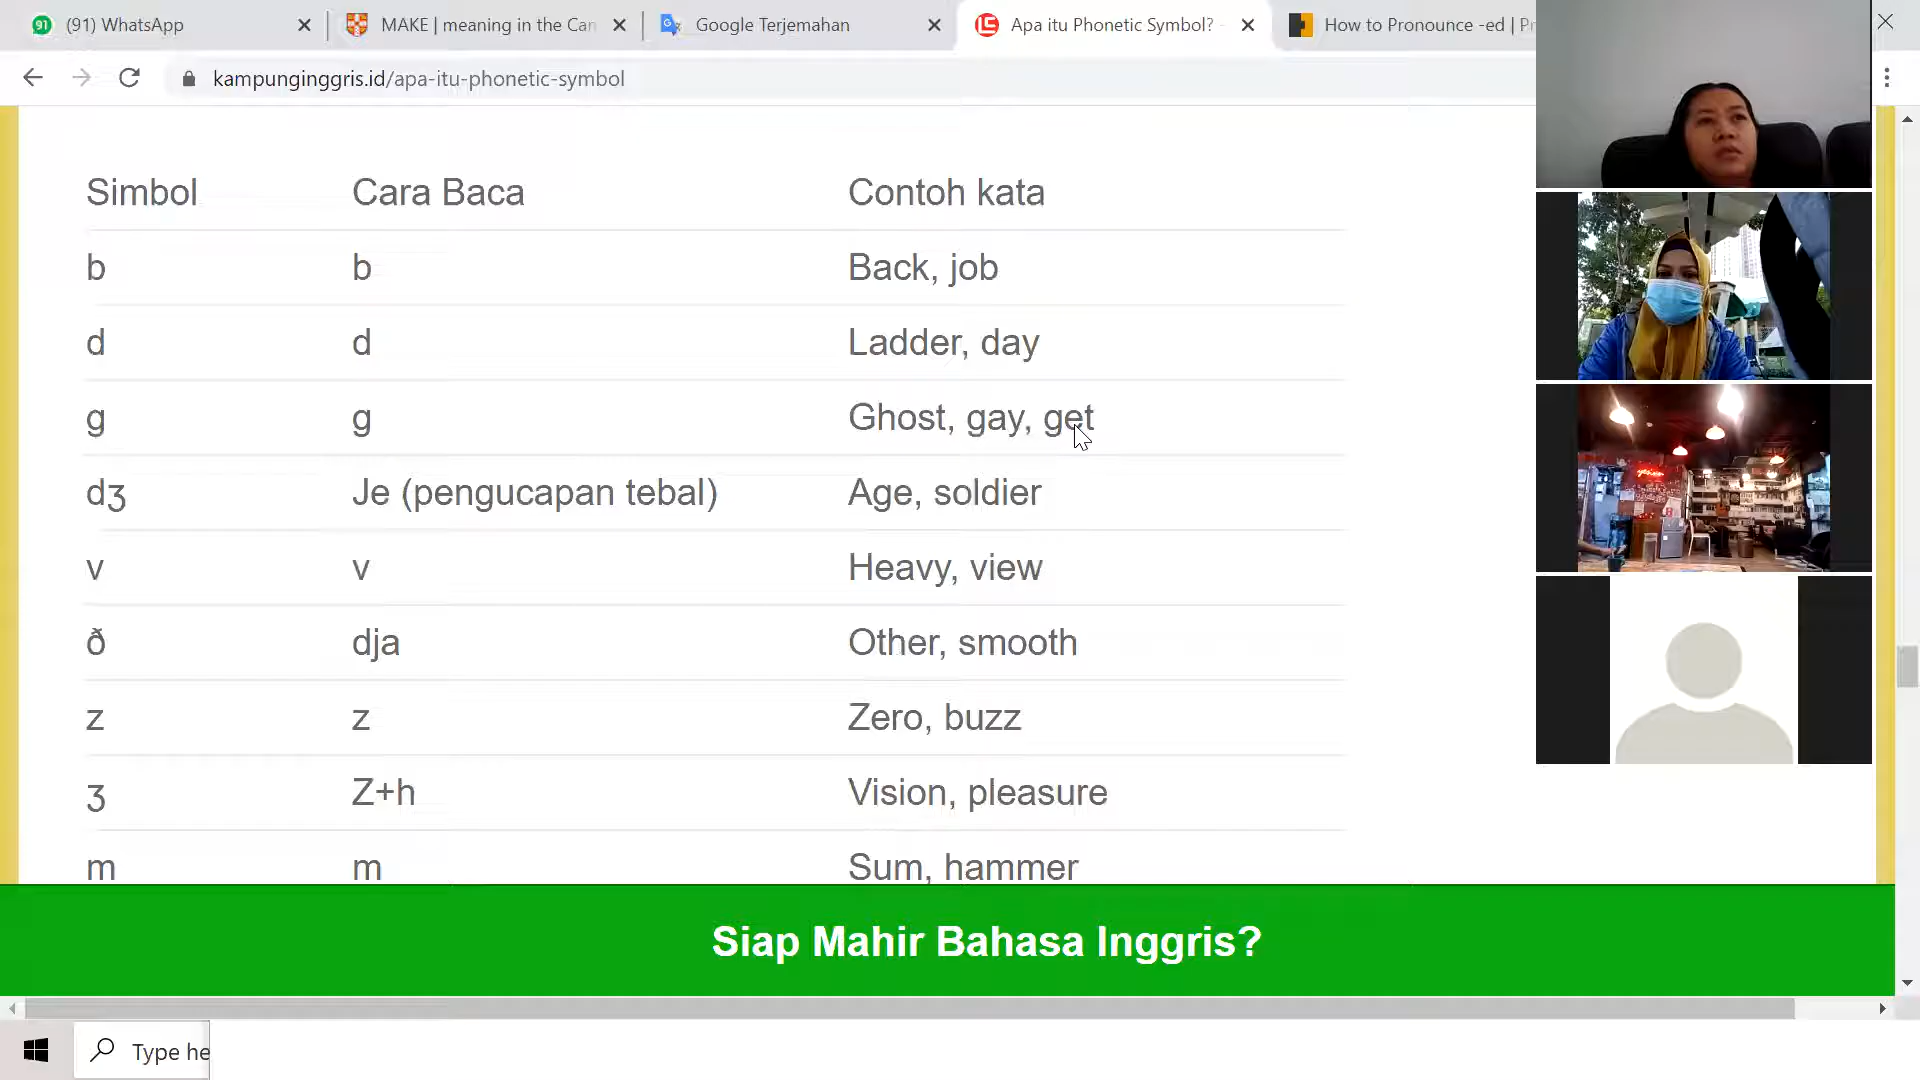 (91) WhatsApp
MAKE | meaning in the Can
Google Terjemahan
Apa itu Phonetic Symbol? -
How to Pronounce -ed | Pr
kampunginggris.id/apa-itu-phonetic-symbol
Simbol Cara Baca Contoh kata
b b Back, job
d d Ladder, day
g g Ghost, gay, get
dʒ Je (pengucapan tebal) Age, soldier
v v Heavy, view
ð dja Other, smooth
z z Zero, buzz
ʒ Z+h Vision, pleasure
m m Sum, hammer
Siap Mahir Bahasa Inggris?
Type he